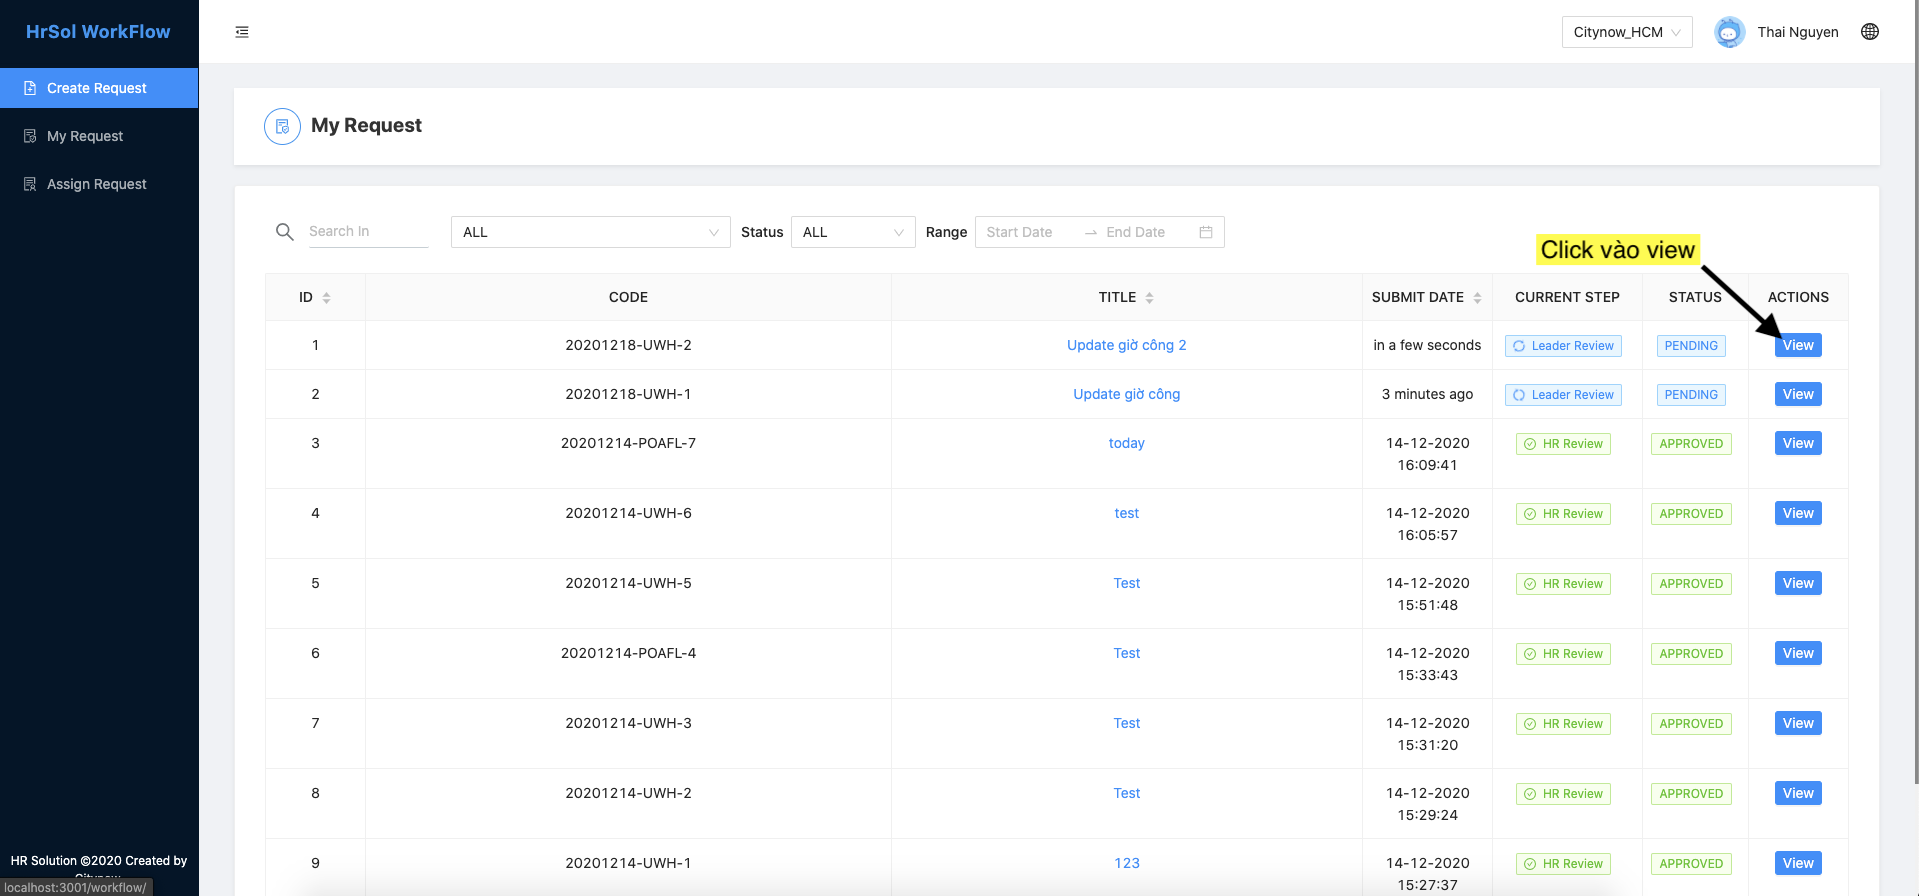 HrSol WorkFlow
Create Request
My Request
Assign Request
Citynow_HCM
Thai Nguyen
My Request
Search In
ALL
Status
ALL
Range
Start Date
End Date
Click vào view
ID CODE TITLE SUBMIT DATE CURRENT STEP STATUS ACTIONS
1 20201218-UWH-2 Update giờ công 2 in a few seconds Leader Review PENDING View
2 20201218-UWH-1 Update giờ công 3 minutes ago Leader Review PENDING View
3 20201214-POAFL-7 today 14-12-2020 HR Review APPROVED View
16:09:41
4 20201214-UWH-6 test 14-12-2020 HR Review APPROVED View
16:05:57
5 20201214-UWH-5 Test 14-12-2020 HR Review APPROVED View
15:51:48
6 20201214-POAFL-4 Test 14-12-2020 HR Review APPROVED View
15:33:43
7 20201214-UWH-3 Test 14-12-2020 HR Review APPROVED View
15:31:20
8 20201214-UWH-2 Test 14-12-2020 HR Review APPROVED View
15:29:24
9 20201214-UWH-1 123 14-12-2020 HR Review APPROVED View
15:27:37
HR Solution ©2020 Created by
Citynow
localhost:3001/workflow/